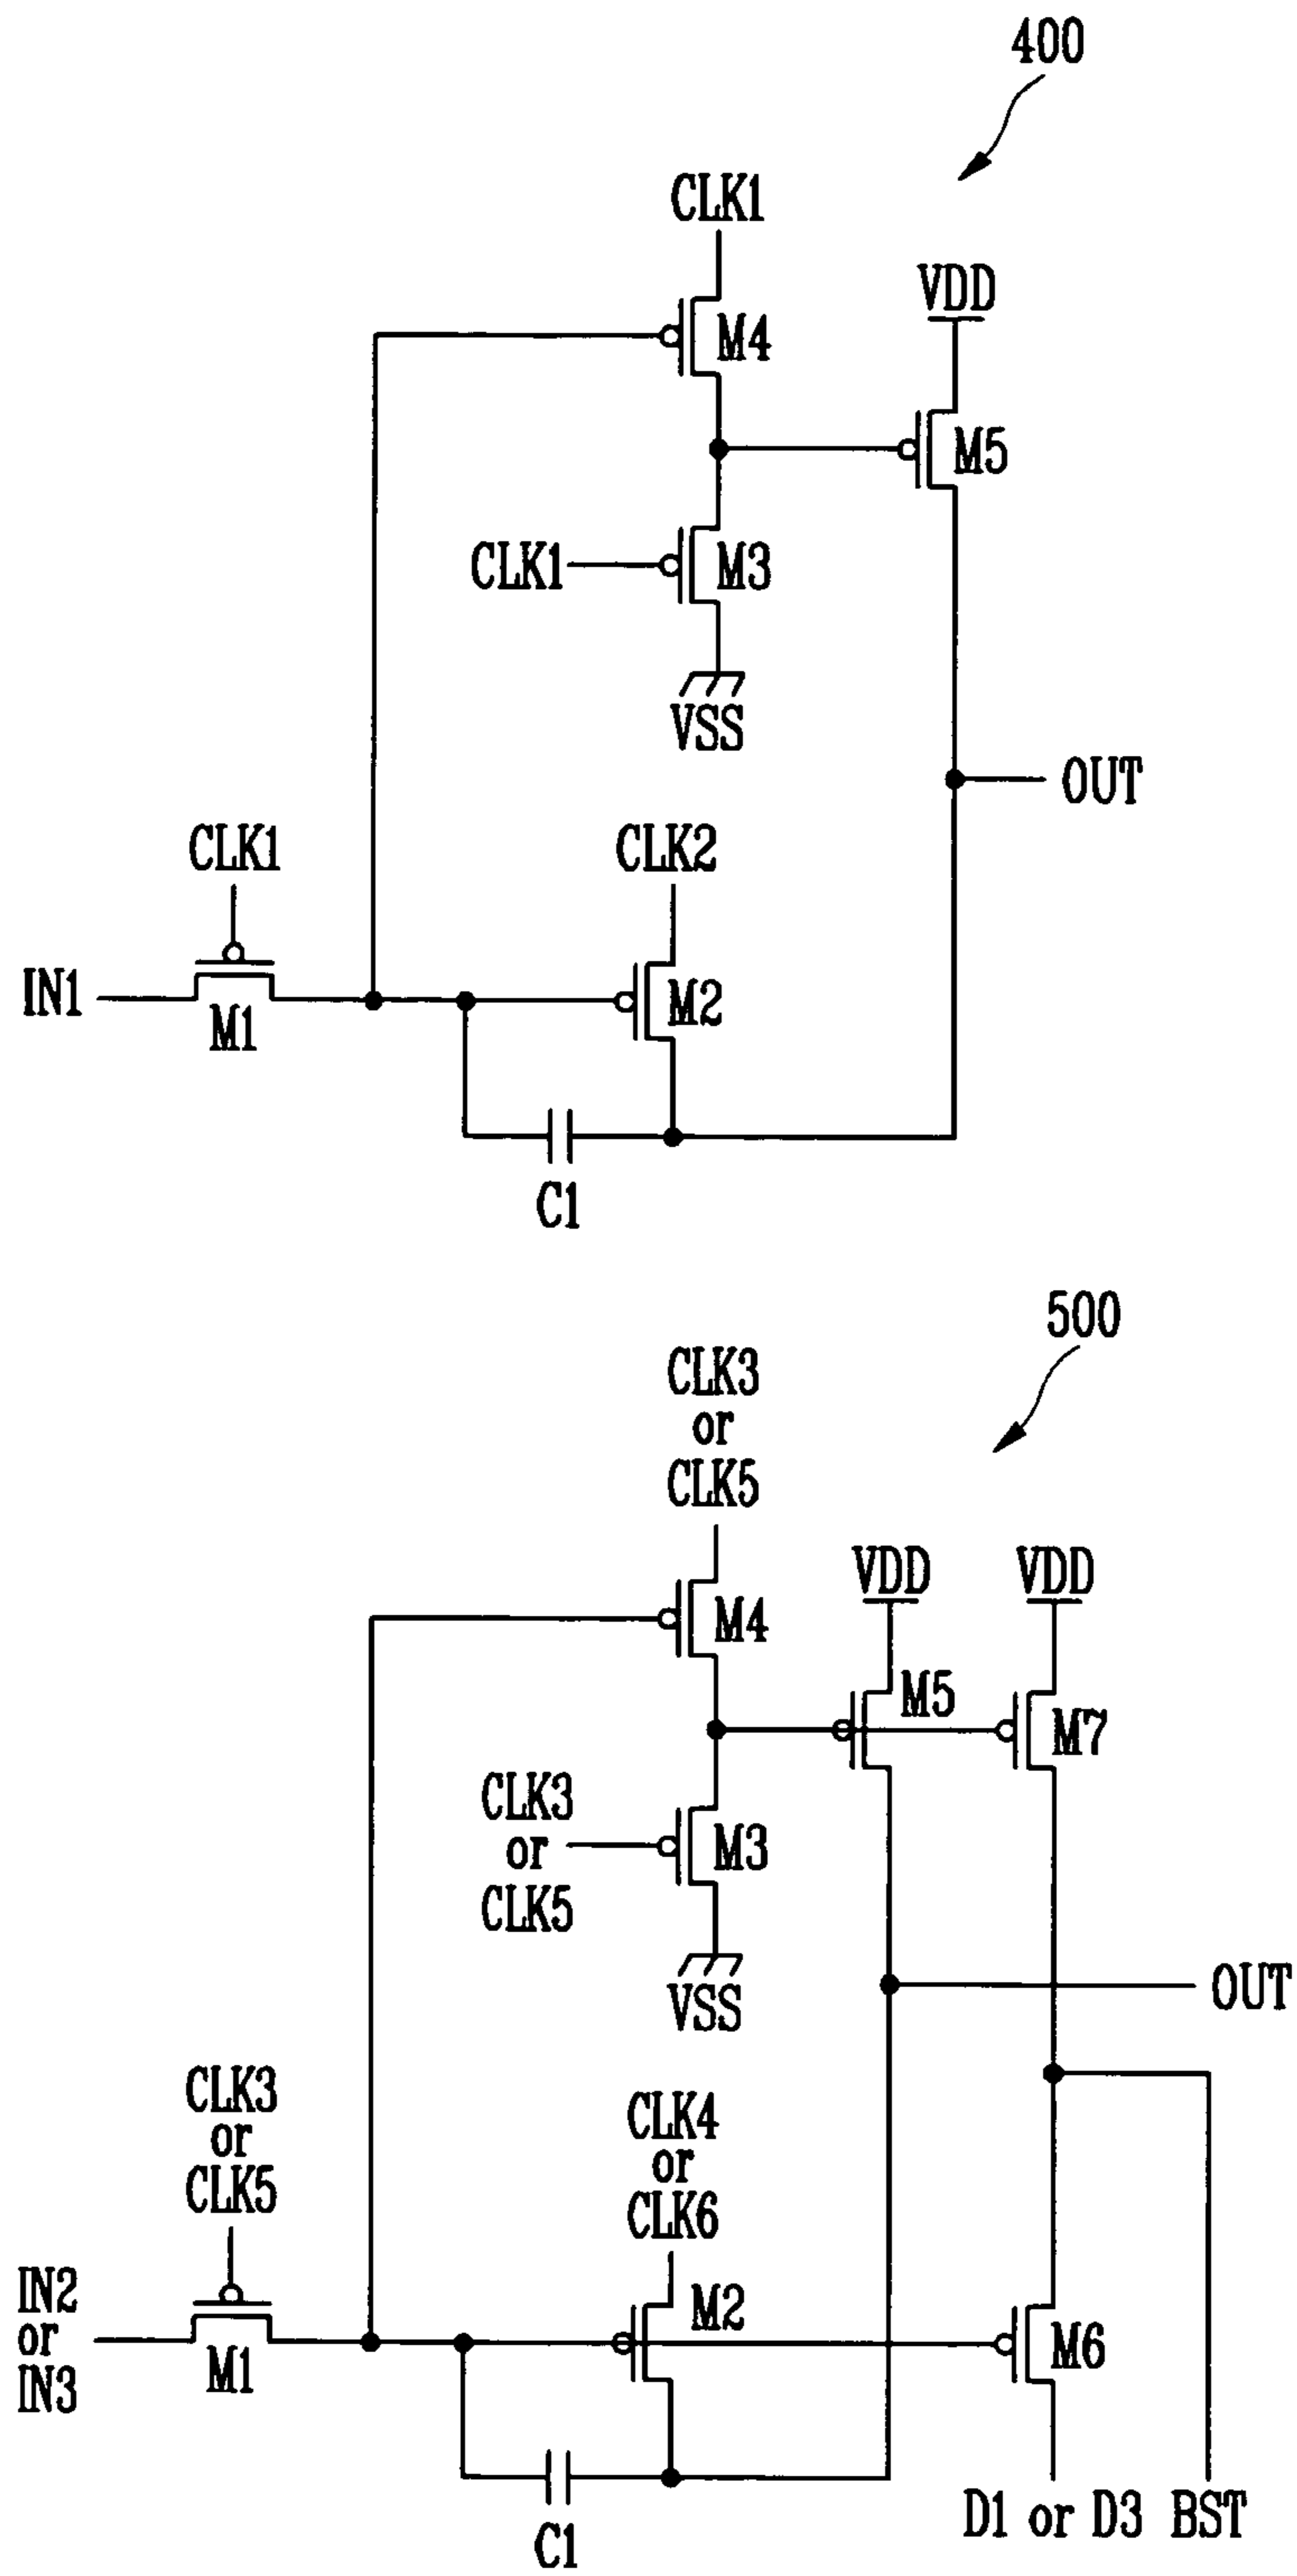 400
CLK1
VDD
M4
M5
CLK1
M3
VSS
OUT
CLK1
CLK2
IN1
M1
M2
C1
500
CLK3
or
CLK5
VDD
VDD
M4
M5
M7
CLK3
or
CLK5
M3
VSS
OUT
CLK3
or
CLK5
CLK4
or
CLK6
IN2
or
IN3
M1
M2
M6
D1 or D3 BST
C1